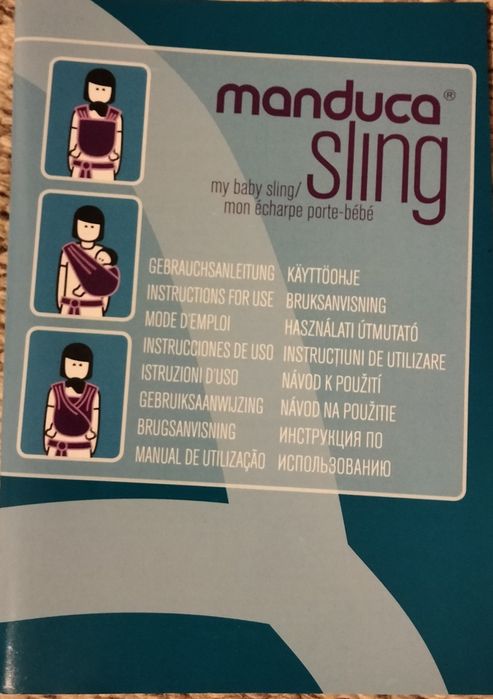 manduca®
sling
my baby sling/
mon écharpe porte-bébé
GEBRAUCHSANLEITUNG
INSTRUCTIONS FOR USE
MODE D'EMPLOI
INSTRUCCIONES DE USO
ISTRUZIONI D'USO
GEBRUIKSAANWIJZING
BRUGSANVISNING
MANUAL DE UTILIZAÇÃO
KÄYTTÖOHJE
BRUKSANVISNING
HASZNÁLATI ÚTMUTATÓ
INSTRUCȚIUNI DE UTILIZARE
NÁVOD K POUŽITÍ
NÁVOD NA POUŽITIE
ИНСТРУКЦИЯ ПО
ИСПОЛЬЗОВАНИЮ